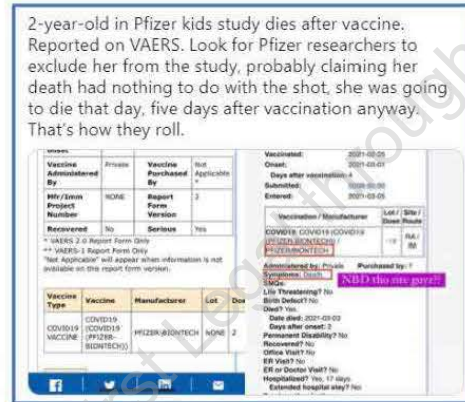 2-year-old in Pfizer kids study dies after vaccine.
Reported on VAERS. Look for Pfizer researchers to
exclude her from the study, probably claiming her
death had nothing to do with the shot, she was going
to die that day, five days after vaccination anyway.
That's how they roll.
Onset
Vaccine Administered By
Private
Vaccine Purchased By
Not Applicable *
Mfr/Imm Project Number
NONE
Report Form Version
2
Recovered
No
Serious
Yes
* VAERS 2.0 Report Form Only
** VAERS-1 Report Form Only
"Not Applicable" will appear when information is not
available on this report form version.
Vaccine Type
Vaccine
Manufacturer
Lot
Dos
COVID19 VACCINE
COVID19 (COVID19 (PFIZER-BIONTECH))
PFIZER\BIONTECH
NONE
2
Vaccinated: 2021-02-25
Onset: 2021-03-01
Days after vaccination: 4
Submitted:
Entered: 2021-03-05
Vaccination / Manufacturer
Lot / Dose
Site / Route
COVID19: COVID19 (COVID19
(PFIZER-BIONTECH)) /
PFIZER/BIONTECH
RA /
IM
Administered by: Private Purchased by: ?
Symptoms: Death
SMQs:
NBD tho site guyz!!
Life Threatening? No
Birth Defect? No
Died? Yes
Date died: 2021-03-03
Days after onset: 2
Permanent Disability? No
Recovered? No
Office Visit? No
ER Visit? No
ER or Doctor Visit? No
Hospitalized? Yes, 17 days
Extended hospital stay? No